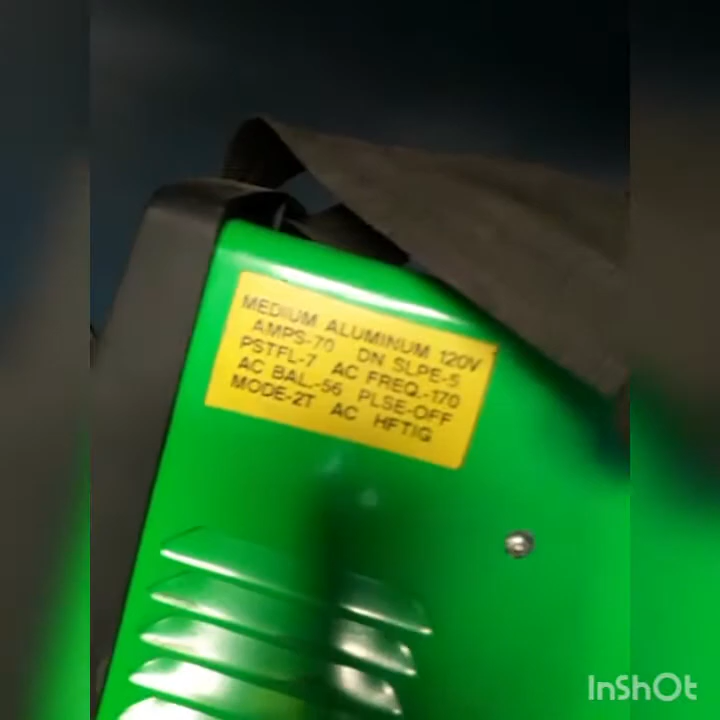 MEDIUM ALUMINUM 120V
AMPS-70 DN SLPE-5
PSTFL-7 AC FREQ.-170
AC BAL.-56 PLSE-OFF
MODE-2T AC HFTIG
InShOt